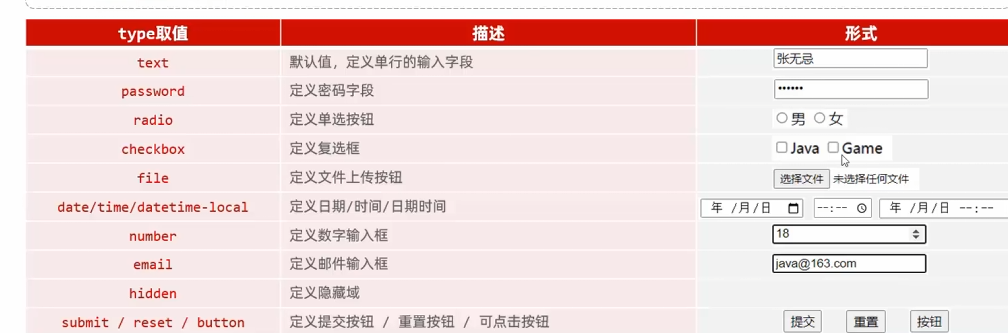 type取值 描述 形式
text 默认值，定义单行的输入字段 张无忌
password 定义密码字段 ••••••
radio 定义单选按钮 男 女
checkbox 定义复选框 Java Game
file 定义文件上传按钮 选择文件 未选择任何文件
date/time/datetime-local 定义日期/时间/日期时间 年 /月/日 --:-- 年 /月/日 --:--
number 定义数字输入框 18
email 定义邮件输入框 java@163.com
hidden 定义隐藏域
submit / reset / button 定义提交按钮 / 重置按钮 / 可点击按钮 提交 重置 按钮